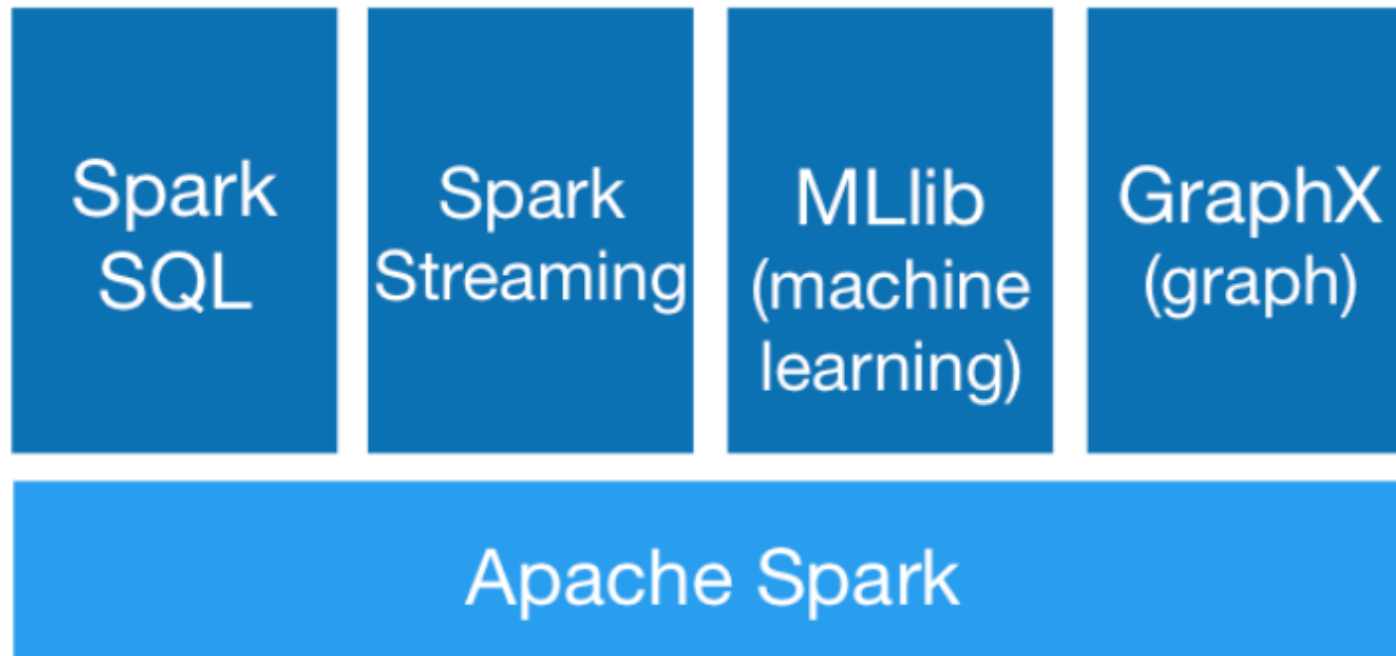 Spark
SQL
Spark
Streaming
MLlib
(machine
learning)
GraphX
(graph)
Apache Spark